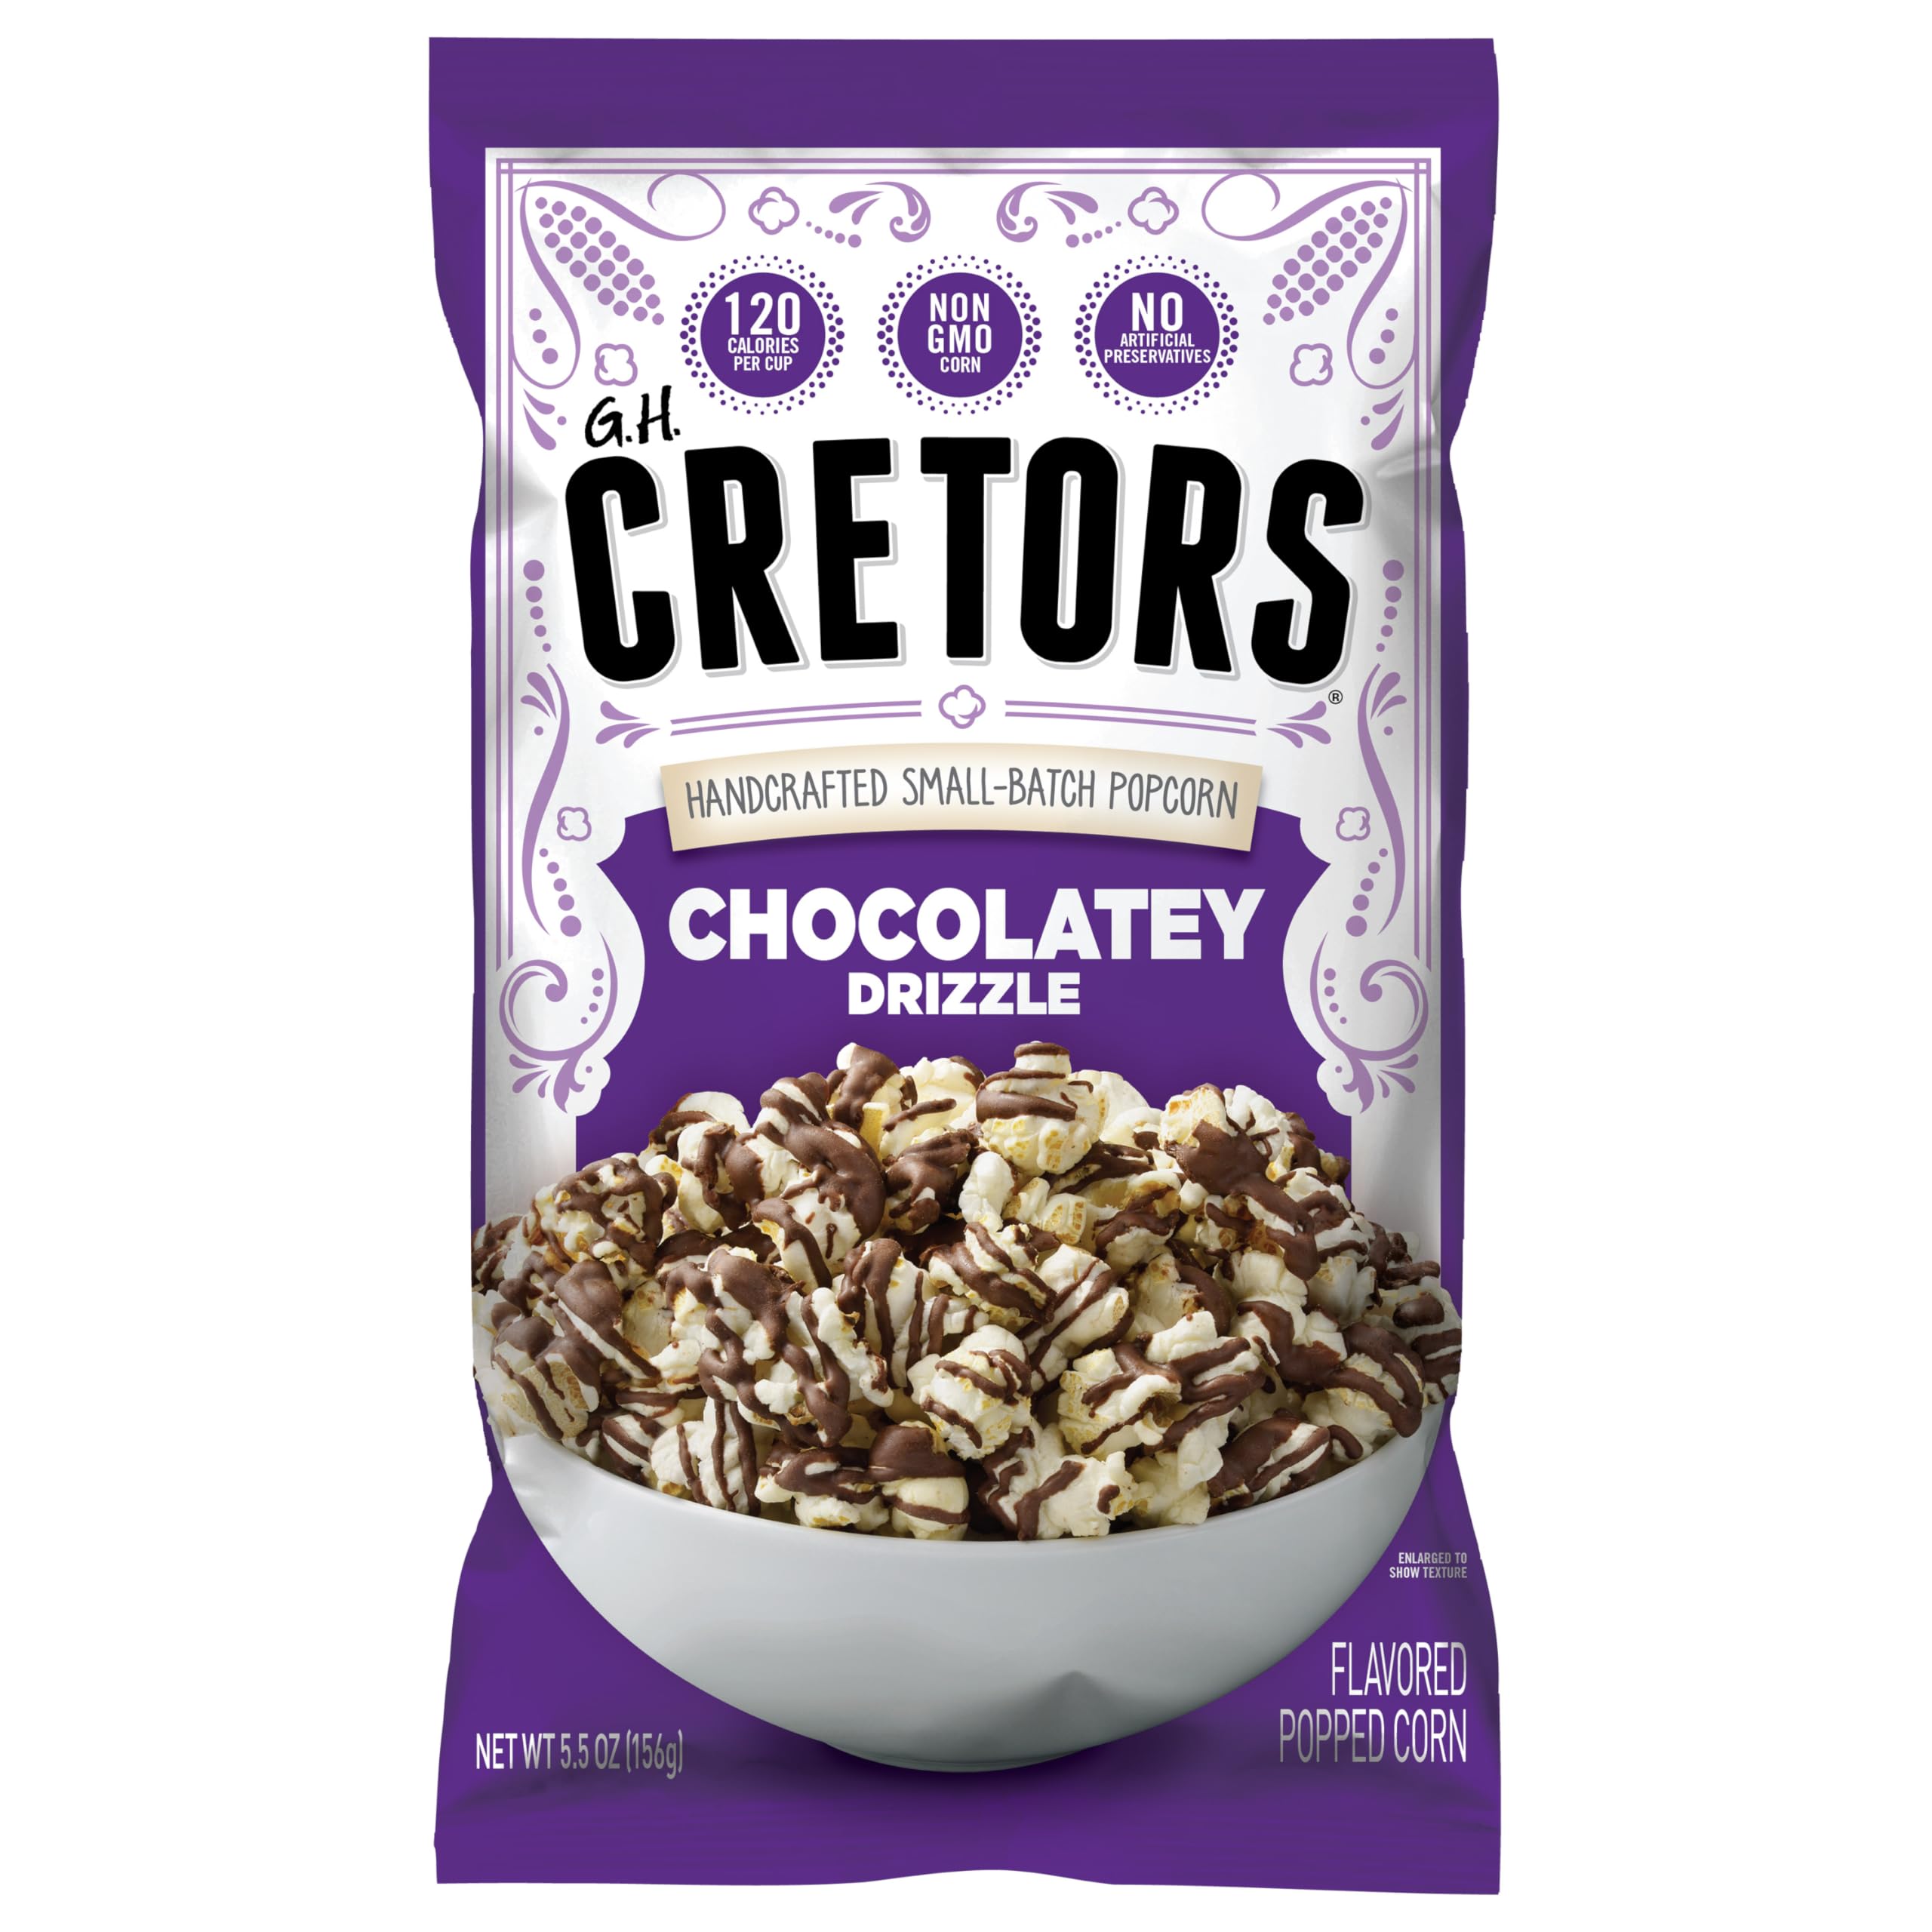 120
CALORIES
PER CUP
NON
GMO
CORN
NO
ARTIFICIAL
PRESERVATIVES
G.H.
CRETORS®
HANDCRAFTED SMALL-BATCH POPCORN
CHOCOLATEY
DRIZZLE
ENLARGED TO
SHOW TEXTURE
FLAVORED
POPPED CORN
NET WT 5.5 OZ (156g)